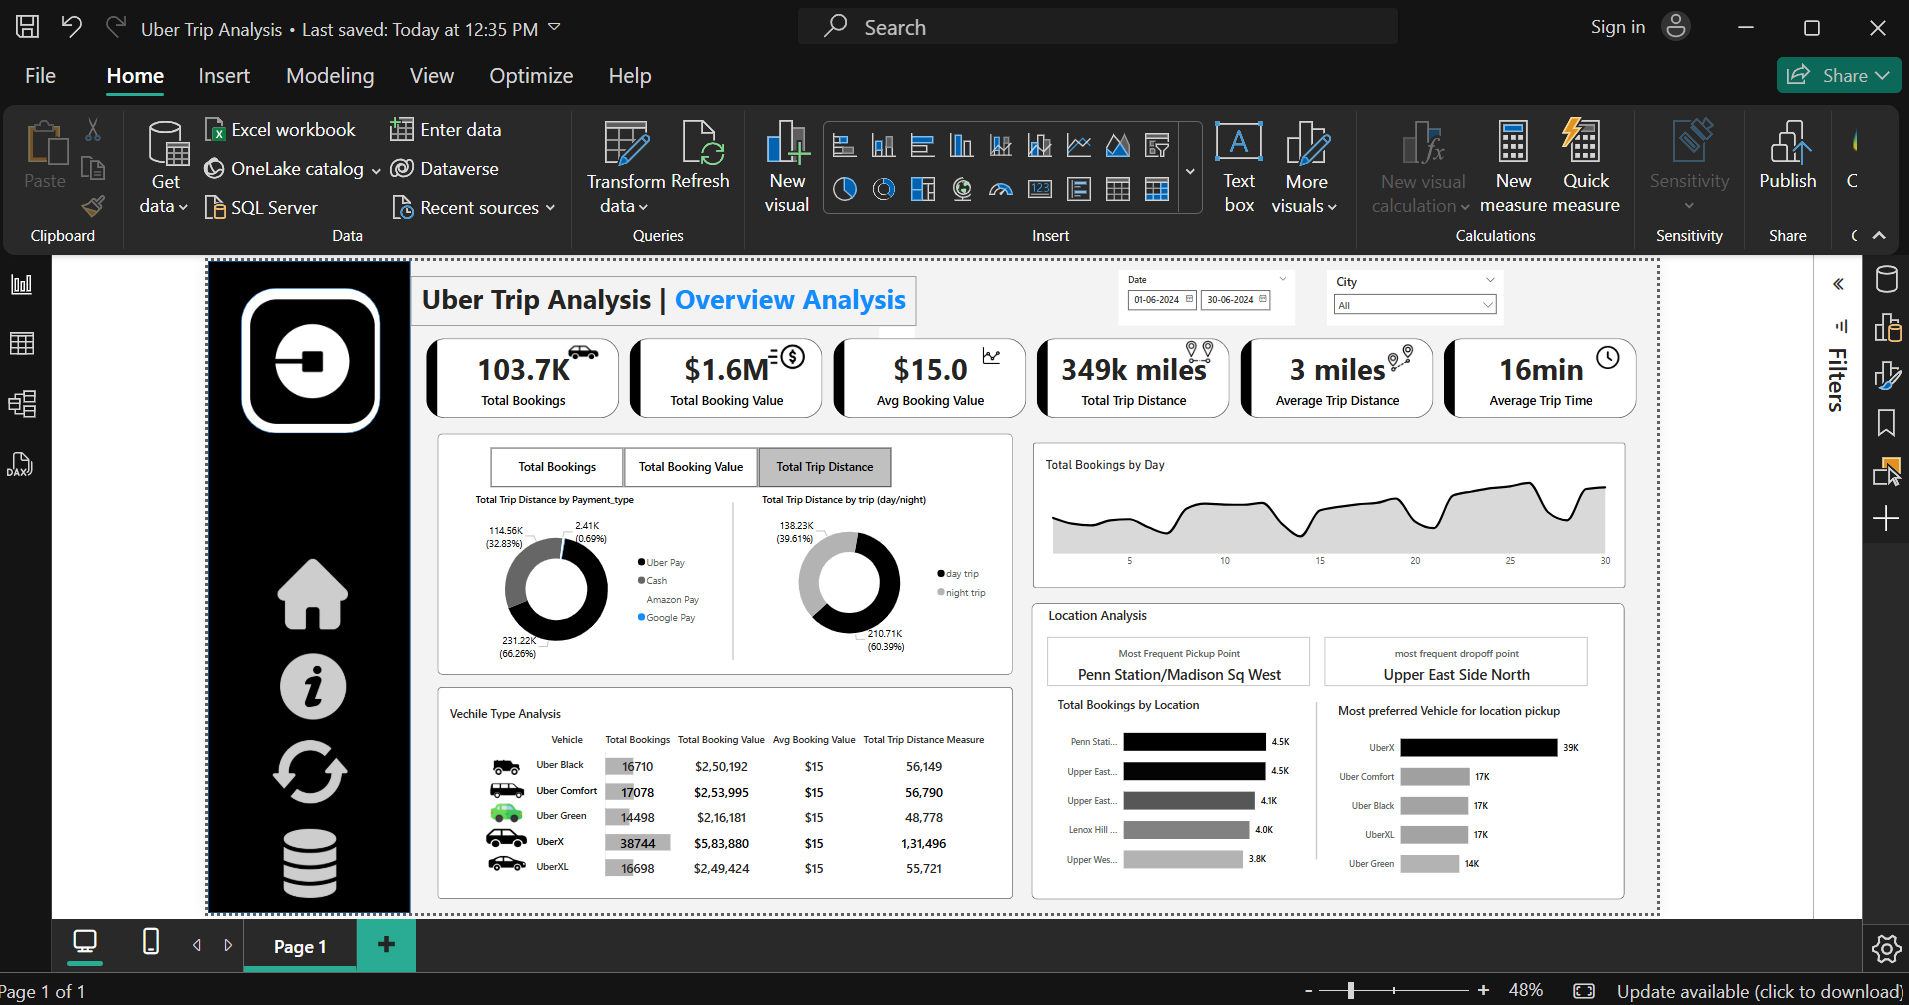 Uber Trip Analysis • Last saved: Today at 12:35 PM
Search
Sign in
File Home Insert Modeling View Optimize Help
Share
Paste
Clipboard
Get data
Excel workbook
OneLake catalog
SQL Server
Enter data
Dataverse
Recent sources
Data
Transform data
Refresh
Queries
New visual
123
Text box
More visuals
Insert
New visual calculation
New measure
Quick measure
Calculations
Sensitivity
Sensitivity
Publish
Share
C
C
DAX
Uber Trip Analysis | Overview Analysis
Date
01-06-2024 30-06-2024
City
All
103.7K
Total Bookings
$1.6M
Total Booking Value
$15.0
Avg Booking Value
349k miles
Total Trip Distance
3 miles
Average Trip Distance
16min
Average Trip Time
Total Bookings Total Booking Value Total Trip Distance
Total Trip Distance by Payment_type
114.56K
(32.83%)
2.41K
(0.69%)
231.22K
(66.26%)
Uber Pay
Cash
Amazon Pay
Google Pay
Total Trip Distance by trip (day/night)
138.23K
(39.61%)
210.71K
(60.39%)
day trip
night trip
Total Bookings by Day
5 10 15 20 25 30
Location Analysis
Most Frequent Pickup Point
Penn Station/Madison Sq West
most frequent dropoff point
Upper East Side North
Total Bookings by Location
Penn Stati... 4.5K
Upper East... 4.5K
Upper East... 4.1K
Lenox Hill ... 4.0K
Upper Wes... 3.8K
Most preferred Vehicle for location pickup
UberX 39K
Uber Comfort 17K
Uber Black 17K
UberXL 17K
Uber Green 14K
Vechile Type Analysis
Vehicle Total Bookings Total Booking Value Avg Booking Value Total Trip Distance Measure
Uber Black 16710 $2,50,192 $15 56,149
Uber Comfort 17078 $2,53,995 $15 56,790
Uber Green 14498 $2,16,181 $15 48,778
UberX 38744 $5,83,880 $15 1,31,496
UberXL 16698 $2,49,424 $15 55,721
Filters
Page 1
Page 1 of 1
48%
Update available (click to download)